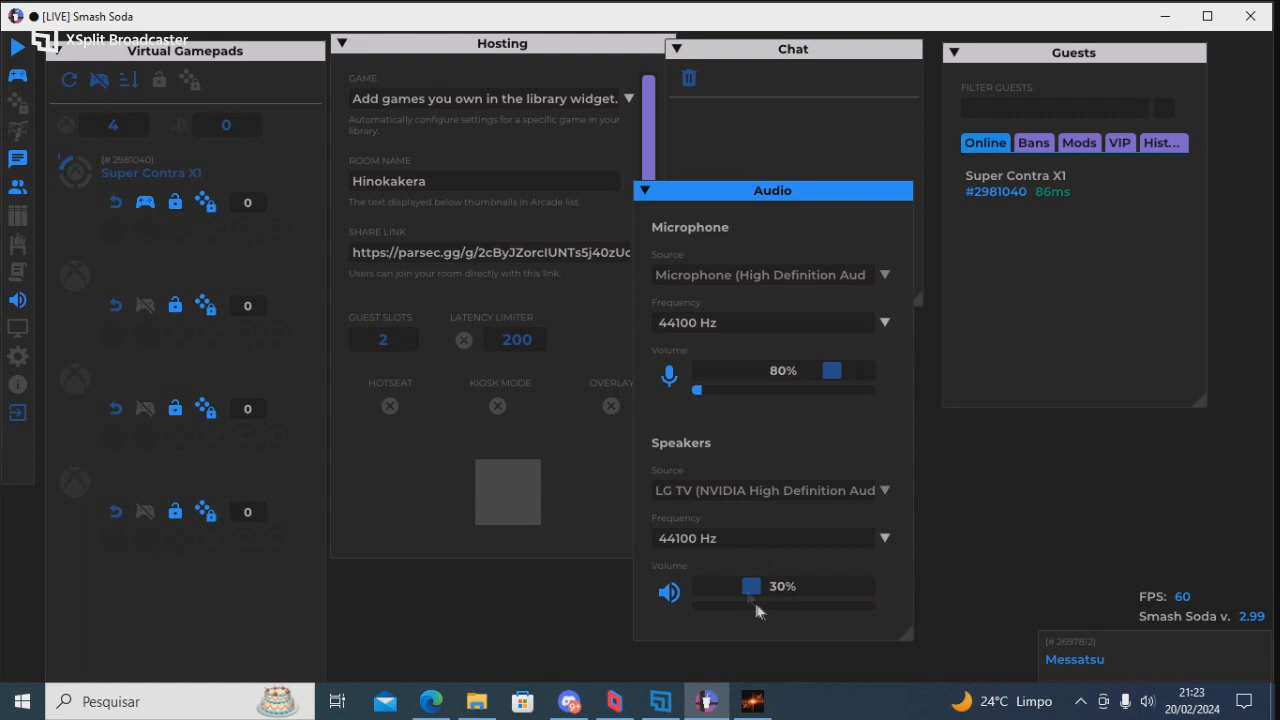 [LIVE] Smash Soda
XSplit Broadcaster
Virtual Gamepads
4
0
(# 2981040)
Super Contra X1
0
0
0
0
Hosting
GAME
Add games you own in the library widget.
Automatically configure settings for a specific game in your
library.
ROOM NAME
Hinokakera
The text displayed below thumbnails in Arcade list.
SHARE LINK
https://parsec.gg/g/2cByJZorcIUNTs5j40zUc
Users can join your room directly with this link.
GUEST SLOTS
LATENCY LIMITER
2
200
HOTSEAT
KIOSK MODE
OVERLAY
Chat
Audio
Microphone
Source
Microphone (High Definition Aud
Frequency
44100 Hz
Volume
80%
Speakers
Source
LG TV (NVIDIA High Definition Aud
Frequency
44100 Hz
Volume
30%
Guests
FILTER GUESTS
Online
Bans
Mods
VIP
Hist...
Super Contra X1
#2981040 86ms
FPS: 60
Smash Soda v. 2.99
(# 2697812)
Messatsu
Pesquisar
24°C Limpo
21:23
20/02/2024